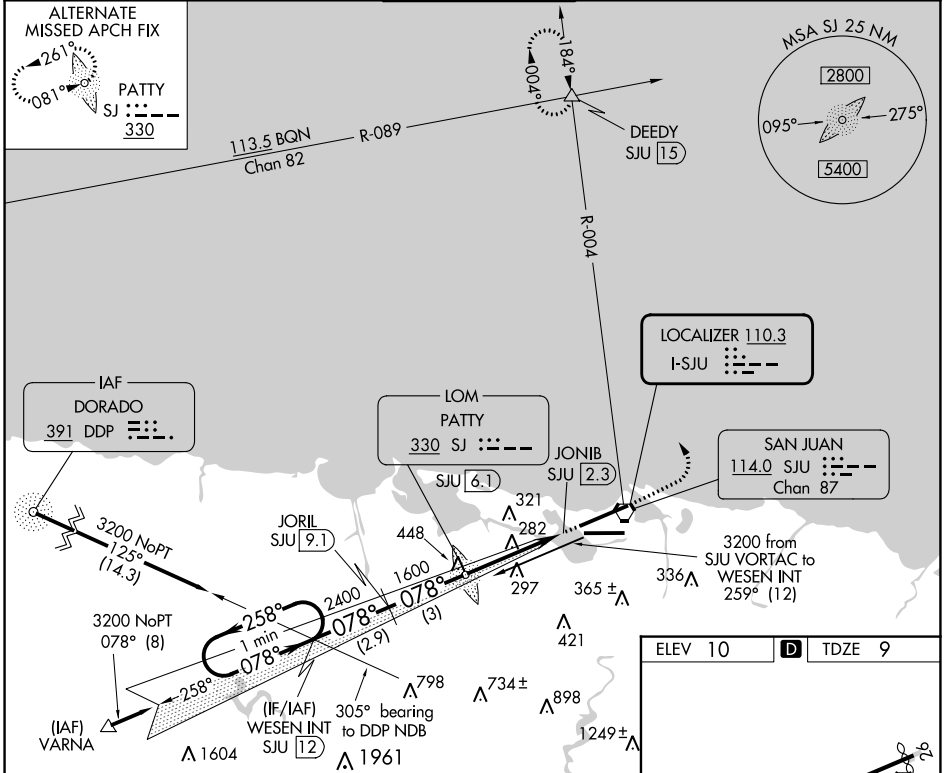 ALTERNATE
MISSED APCH FIX
261°
081°
PATTY
SJ
330
113.5 BQN
Chan 82
R-089
184°
004°
DEEDY
SJU 15
R-004
MSA SJ 25 NM
2800
095°
275°
5400
LOCALIZER 110.3
I-SJU
IAF
DORADO
391 DDP
LOM
PATTY
330 SJ
SJU 6.1
JONIB
SJU 2.3
SAN JUAN
114.0 SJU
Chan 87
3200 NoPT
125°
(14.3)
JORIL
SJU 9.1
448
321
282
297
365 ±
336
421
3200 from
SJU VORTAC to
WESEN INT
259° (12)
1600
2400
078°
(3)
078°
(2.9)
258°
1 min
078°
258°
3200 NoPT
078° (8)
(IAF)
VARNA
(IF/IAF)
WESEN INT
SJU 12
305° bearing
to DDP NDB
798
734±
898
1249±
1604
1961
ELEV 10
D
TDZE 9
26